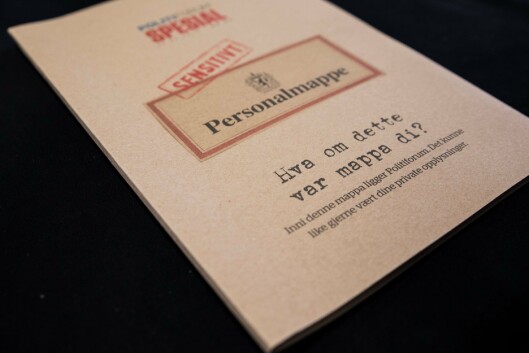 POLITIFORUM
SPESIAL
SENSITIVT!
Personalmappe
Hva om dette
var mappa di?
Inni denne mappa ligger Politiforum. Det kunne
like gjerne vært dine private opplysninger.